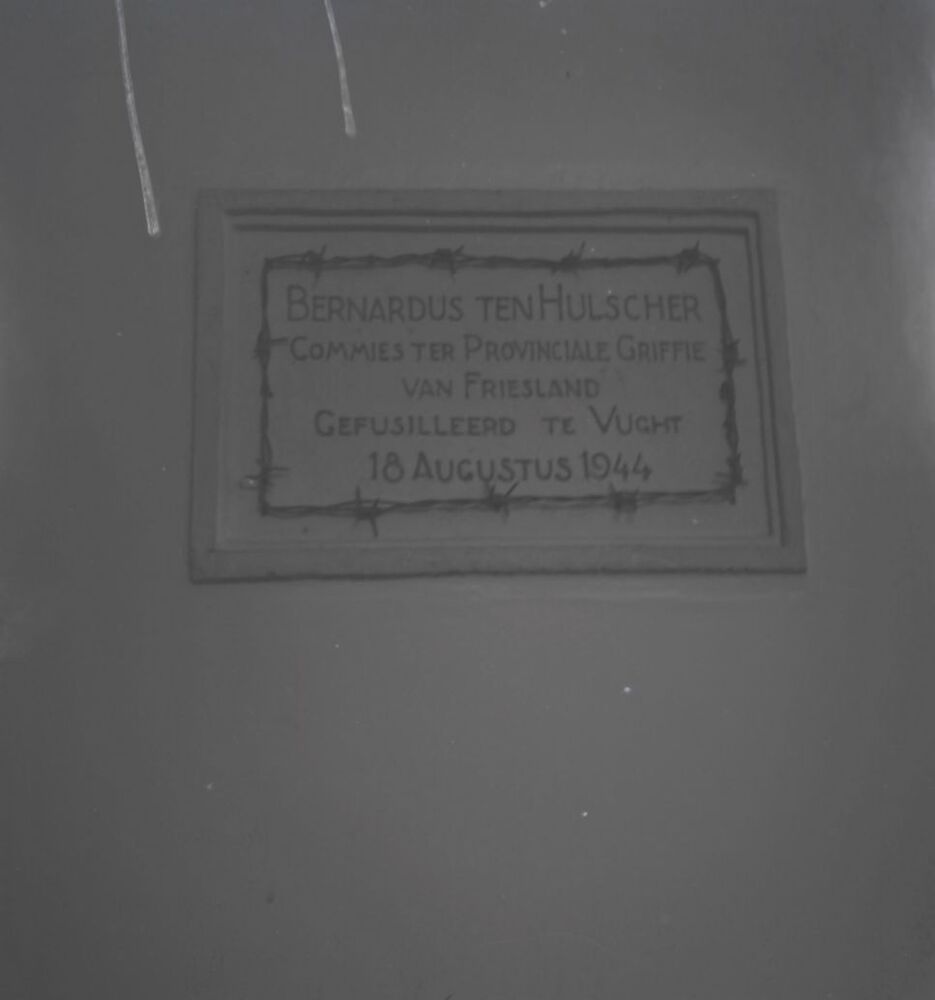 BERNARDUS TEN HULSCHER
COMMIES TER PROVINCIALE GRIFFIE
VAN FRIESLAND
GEFUSILLEERD TE VUGHT
18 AUGUSTUS 1944